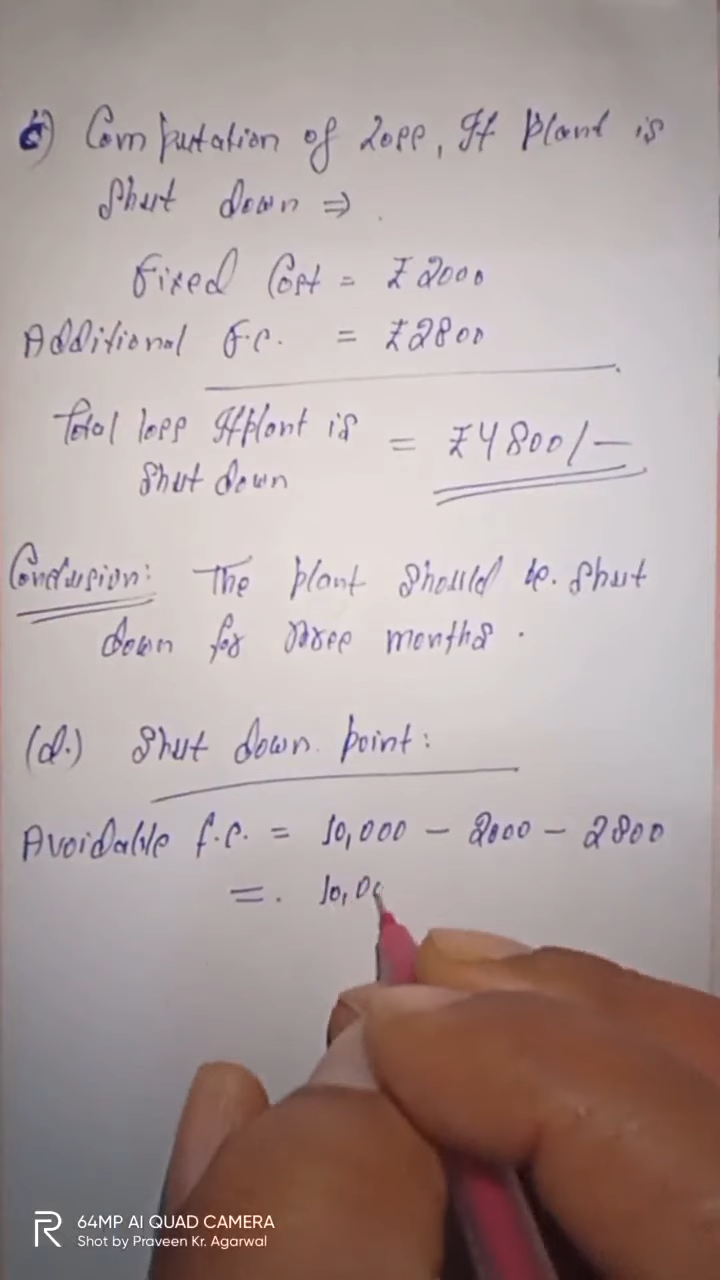 c) Computation of Loss, If Plant is
Shut down ⇒
Fixed Cost = ₹2000
Additional F.C. = ₹2800
Total loss If plant is = ₹4800/-
Shut down
Conclusion: The plant should be shut
down for three months.
(d.) Shut down point:
Avoidable f.c. = 10,000 - 2000 - 2800
= 10,00
64MP AI QUAD CAMERA
Shot by Praveen Kr. Agarwal